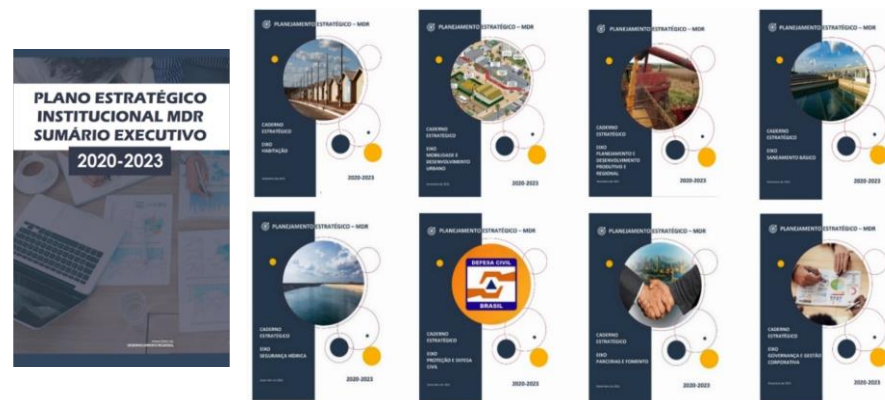 PLANO ESTRATÉGICO
INSTITUCIONAL MDR
SUMÁRIO EXECUTIVO
2020-2023
DESENVOLVIMENTO REGIONAL
PLANEJAMENTO ESTRATÉGICO – MDR
CADERNO
ESTRATÉGICO
EIXO
HABITAÇÃO
2020-2023
PLANEJAMENTO ESTRATÉGICO – MDR
CADERNO
ESTRATÉGICO
EIXO
MOBILIDADE E
DESENVOLVIMENTO
URBANO
2020-2023
PLANEJAMENTO ESTRATÉGICO – MDR
CADERNO
ESTRATÉGICO
EIXO
PLANEJAMENTO E
DESENVOLVIMENTO
PRODUTIVO E
REGIONAL
2020-2023
PLANEJAMENTO ESTRATÉGICO – MDR
CADERNO
ESTRATÉGICO
EIXO
SANEAMENTO BÁSICO
2020-2023
PLANEJAMENTO ESTRATÉGICO – MDR
CADERNO
ESTRATÉGICO
EIXO
SEGURANÇA HÍDRICA
2020-2023
PLANEJAMENTO ESTRATÉGICO – MDR
DEFESA CIVIL
BRASIL
CADERNO
ESTRATÉGICO
EIXO
PROTEÇÃO E DEFESA
CIVIL
2020-2023
PLANEJAMENTO ESTRATÉGICO – MDR
CADERNO
ESTRATÉGICO
EIXO
PARCERIAS E FOMENTO
2020-2023
PLANEJAMENTO ESTRATÉGICO – MDR
CADERNO
ESTRATÉGICO
EIXO
GOVERNANÇA E GESTÃO
CORPORATIVA
2020-2023